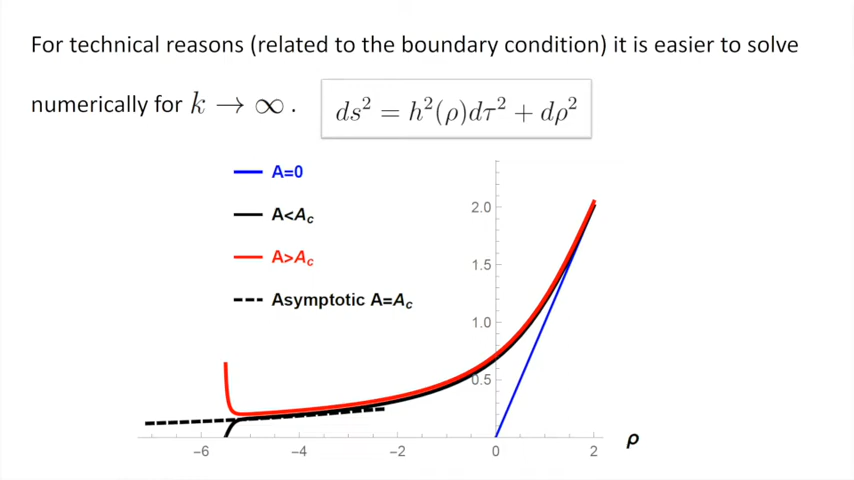 For technical reasons (related to the boundary condition) it is easier to solve
numerically for k → ∞ .
ds² = h²(ρ)dτ² + dρ²
A=0
A<A_c
A>A_c
Asymptotic A=A_c
2.0
1.5
1.0
0.5
−6 −4 −2 0 2
ρ